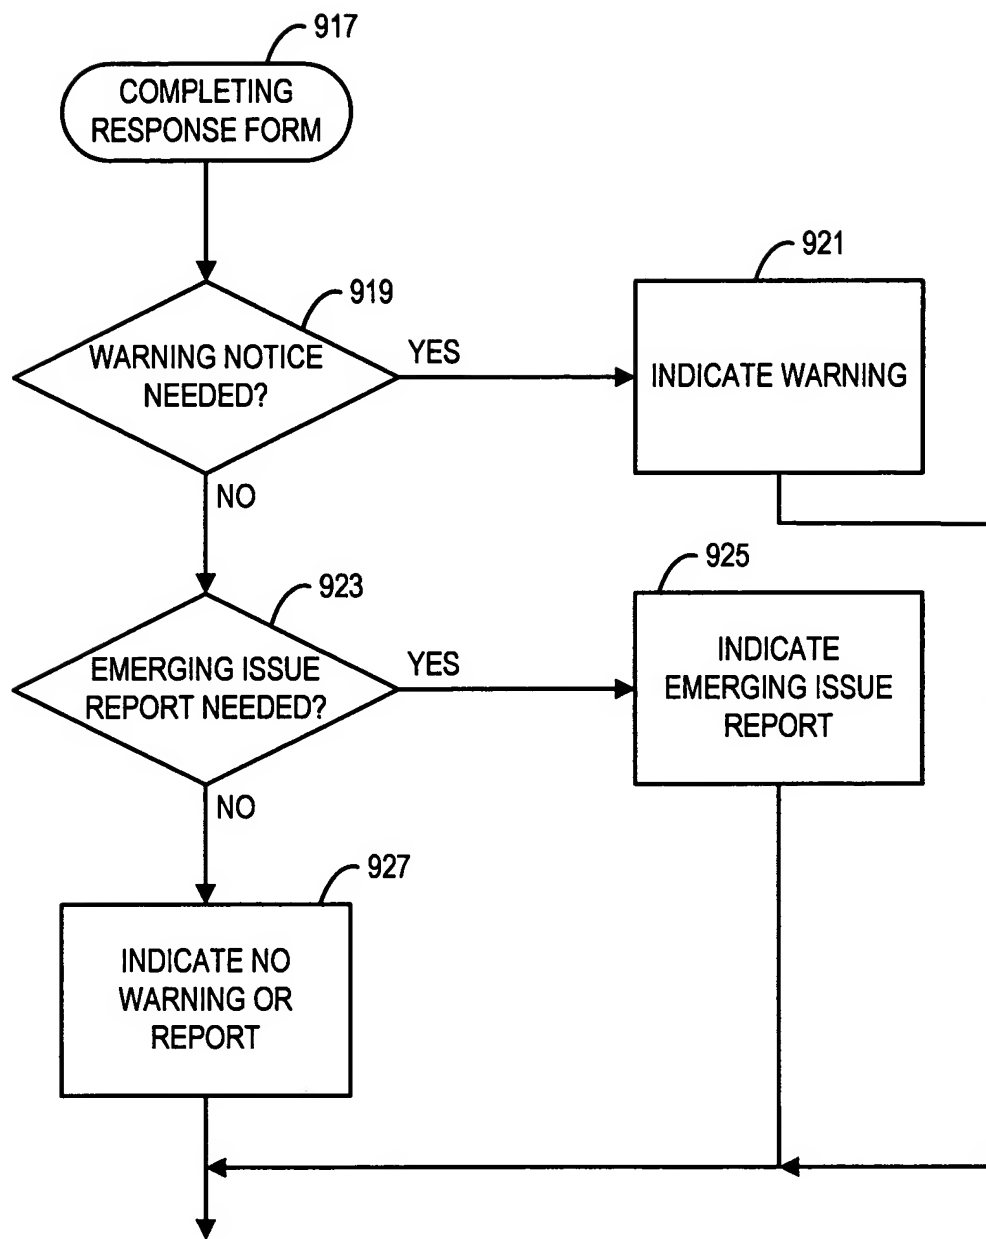 917
COMPLETING
RESPONSE FORM
919
WARNING NOTICE
NEEDED?
YES
921
INDICATE WARNING
NO
923
EMERGING ISSUE
REPORT NEEDED?
YES
925
INDICATE
EMERGING ISSUE
REPORT
NO
927
INDICATE NO
WARNING OR
REPORT